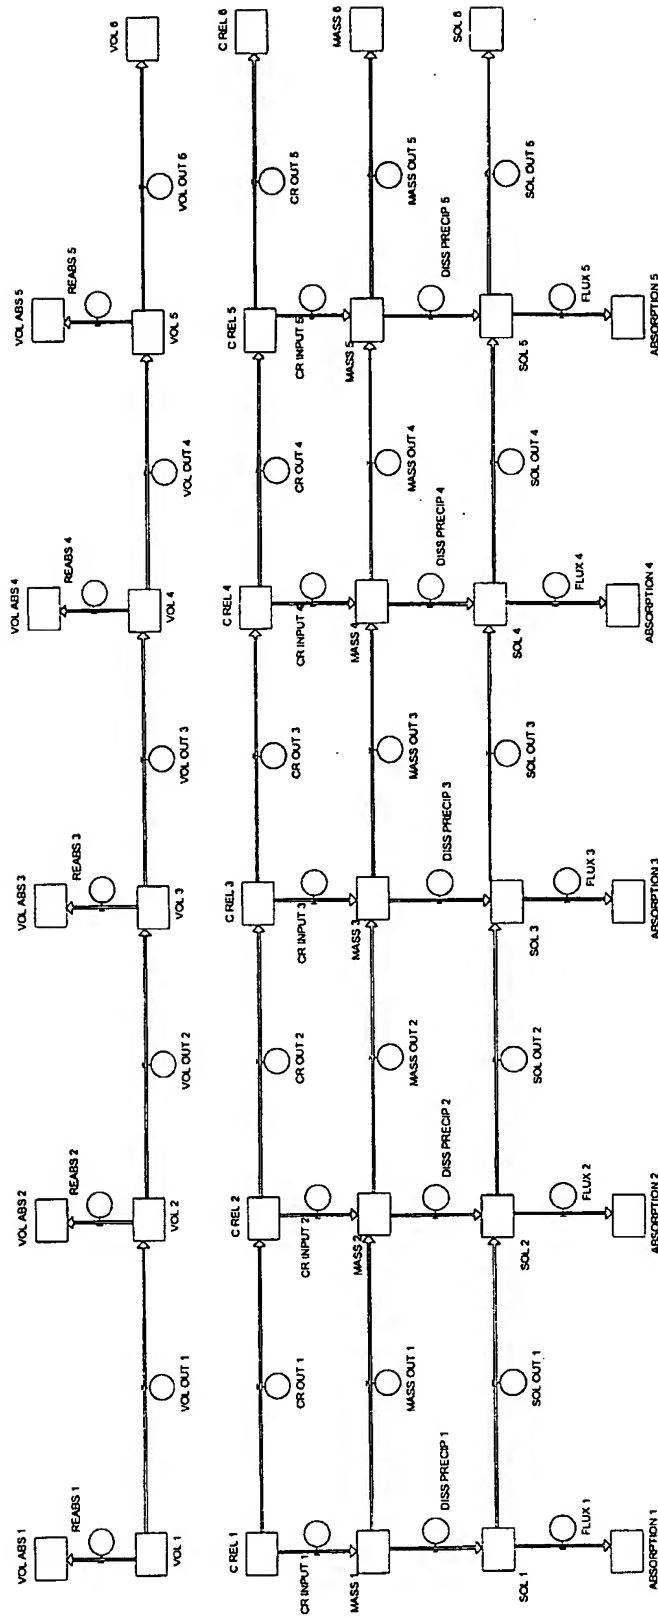 VOL ABS 1
REABS 1
VOL ABS 2
REABS 2
VOL ABS 3
REABS 3
VOL ABS 4
REABS 4
VOL ABS 5
REABS 5
VOL 1
VOL OUT 1
VOL 2
VOL OUT 2
VOL 3
VOL OUT 3
VOL 4
VOL OUT 4
VOL 5
VOL OUT 5
VOL 6
C REL 1
CR OUT 1
C REL 2
CR OUT 2
C REL 3
CR OUT 3
C REL 4
CR OUT 4
C REL 5
CR OUT 5
C REL 6
CR INPUT 1
CR INPUT 2
CR INPUT 3
CR INPUT 4
CR INPUT 5
MASS 1
MASS OUT 1
MASS 2
MASS OUT 2
MASS 3
MASS OUT 3
MASS 4
MASS OUT 4
MASS 5
MASS OUT 5
MASS 6
DISS PRECIP 1
DISS PRECIP 2
DISS PRECIP 3
DISS PRECIP 4
DISS PRECIP 5
SOL 1
SOL OUT 1
SOL 2
SOL OUT 2
SOL 3
SOL OUT 3
SOL 4
SOL OUT 4
SOL 5
SOL OUT 5
SOL 6
FLUX 1
FLUX 2
FLUX 3
FLUX 4
FLUX 5
ABSORPTION 1
ABSORPTION 2
ABSORPTION 3
ABSORPTION 4
ABSORPTION 5